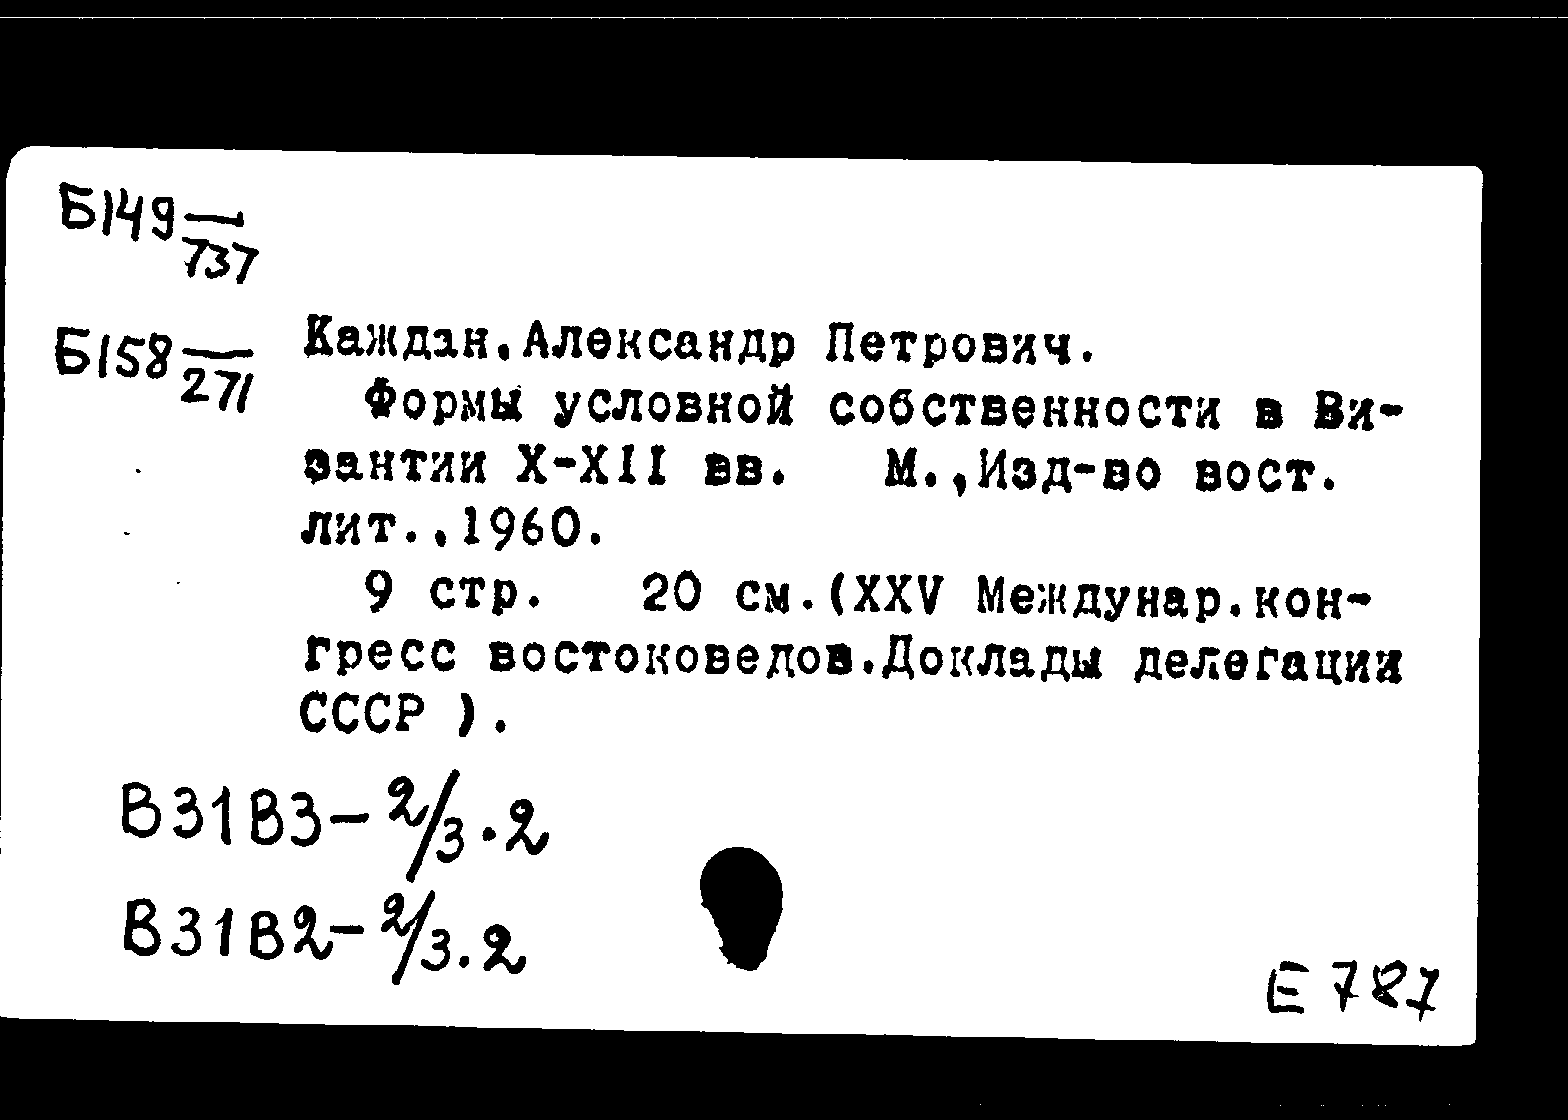 Б149—
737
Б158—
271
Каждан,Александр Петрович.
Формы условной собственности в Ви-
зантии X-XII вв. М.,Изд-во вост.
лит.,1960.
9 стр. 20 см.(XXV Междунар.кон-
гресс востоковедов.Доклады делегации
СССР ).
В31В3-2/3.2
В31В2-2/3.2
Е 787